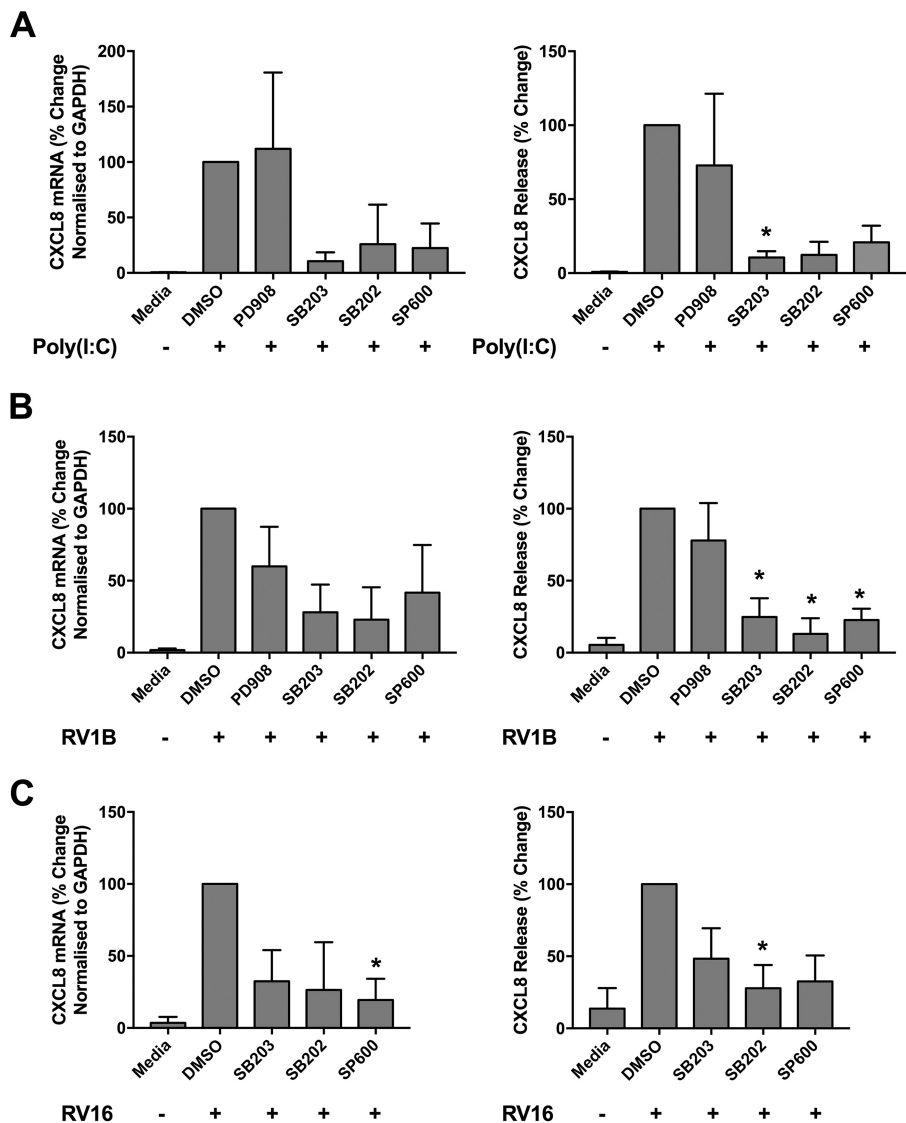 A
CXCL8 mRNA (% Change
Normalised to GAPDH)
200
150
100
50
0
Media
DMSO
PD908
SB203
SB202
SP600
Poly(I:C) - + + + + +
CXCL8 Release (% Change)
150
100
50
0
*
Media
DMSO
PD908
SB203
SB202
SP600
Poly(I:C) - + + + + +
B
CXCL8 mRNA (% Change
Normalised to GAPDH)
150
100
50
0
Media
DMSO
PD908
SB203
SB202
SP600
RV1B - + + + + +
CXCL8 Release (% Change)
150
100
50
0
* * *
Media
DMSO
PD908
SB203
SB202
SP600
RV1B - + + + + +
C
CXCL8 mRNA (% Change
Normalised to GAPDH)
150
100
50
0
*
Media
DMSO
SB203
SB202
SP600
RV16 - + + + +
CXCL8 Release (% Change)
150
100
50
0
*
Media
DMSO
SB203
SB202
SP600
RV16 - + + + +